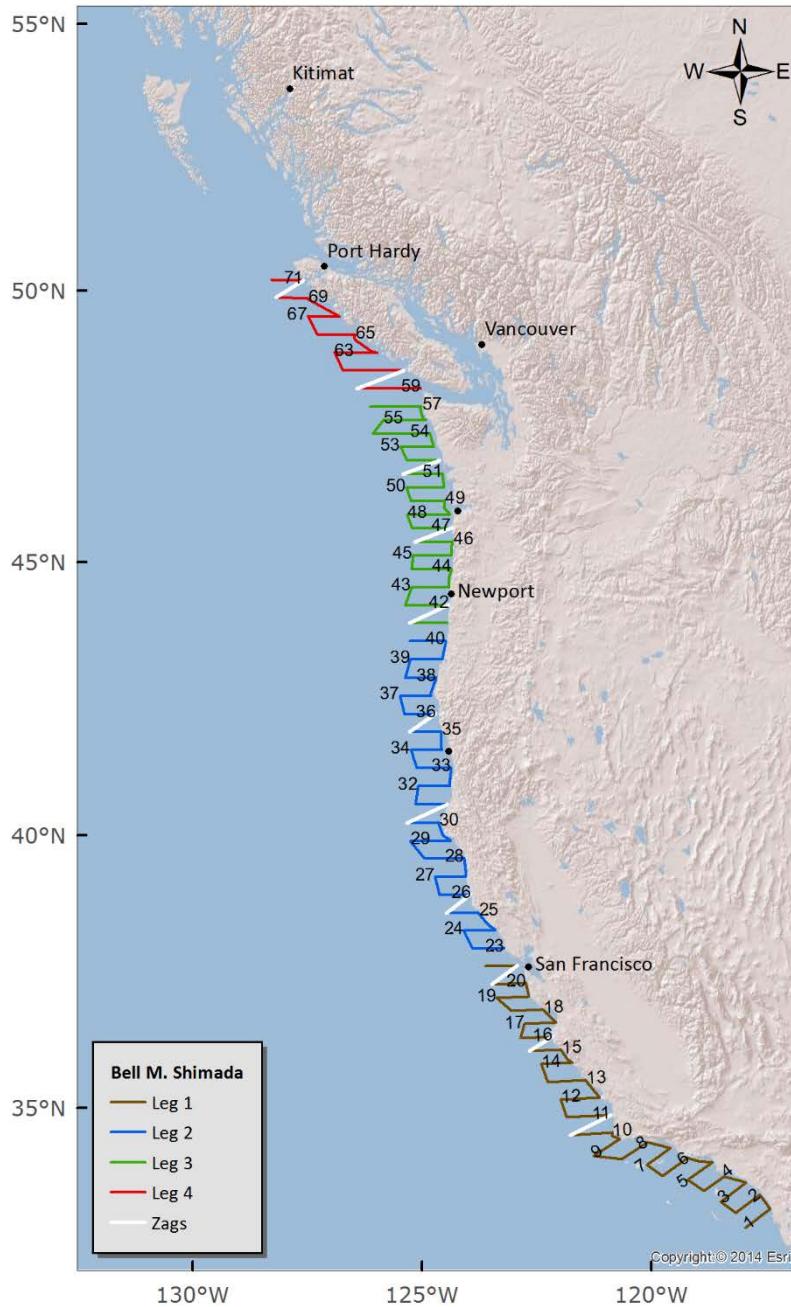 55°N
N
W E
S
Kitimat
Port Hardy
50°N
71
69
67
65
63
Vancouver
59
57
55
54
53
51
50
49
48
47
46
45°N
45
44
43
Newport
42
40
39
38
37
36
35
34
33
32
30
40°N
29
28
27
26
25
24
23
San Francisco
20
19
18
17
16
15
14
13
12
35°N
11
10
9
8
7
6
5
4
3
2
1
Bell M. Shimada
Leg 1
Leg 2
Leg 3
Leg 4
Zags
Copyright:© 2014 Esri
130°W 125°W 120°W